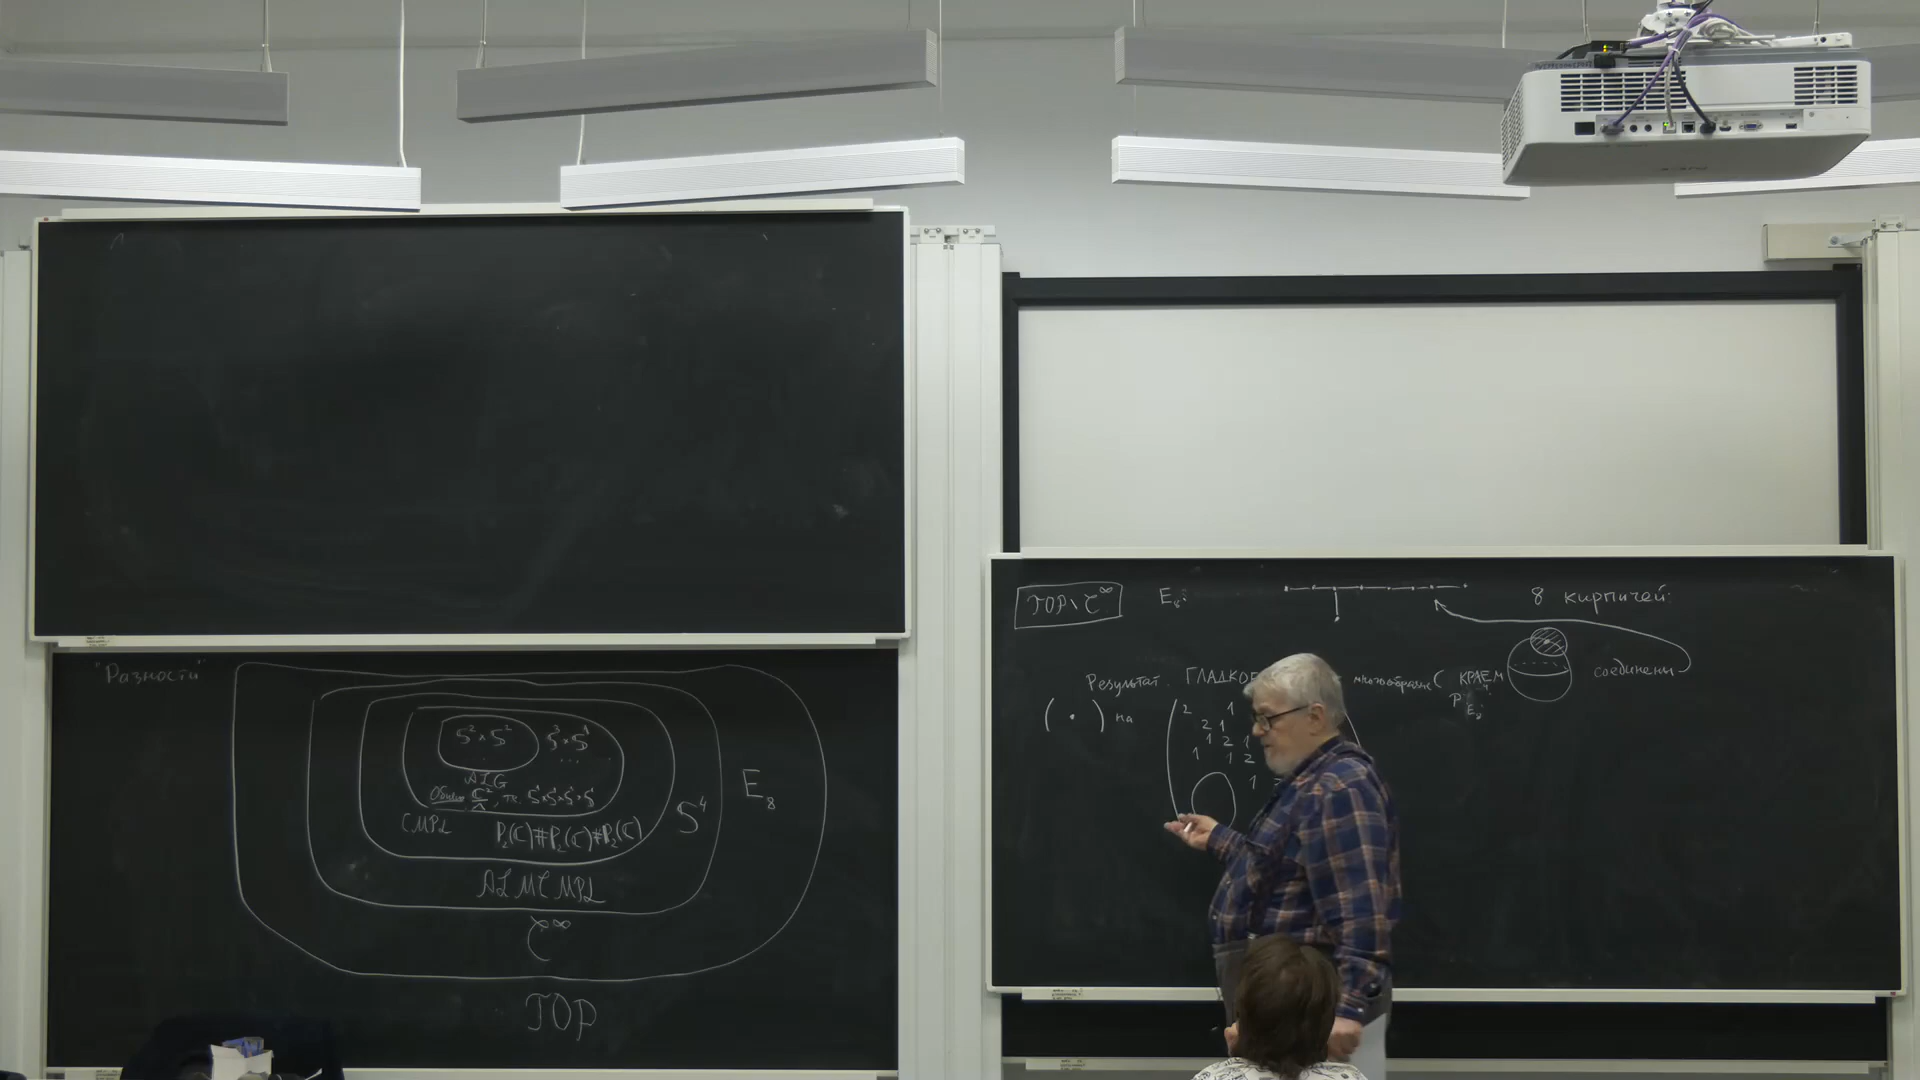 "Разности"
S² × S² S³ × S¹
...
ALG
Общие C²/Λ, т.е. S¹×S¹×S¹×S¹
CMPL P₂(C)#P₂(C)#P₂(C) S⁴ E₈
ALMCMPL
C^∞
TOP
TOP \ C^∞ E₈: 8 кирпичей:
соединени
Результат ГЛАДКОЕ многообразие С КРАЕМ
( · ) на
2 1
2 1
1 2 1
1 1 2
1